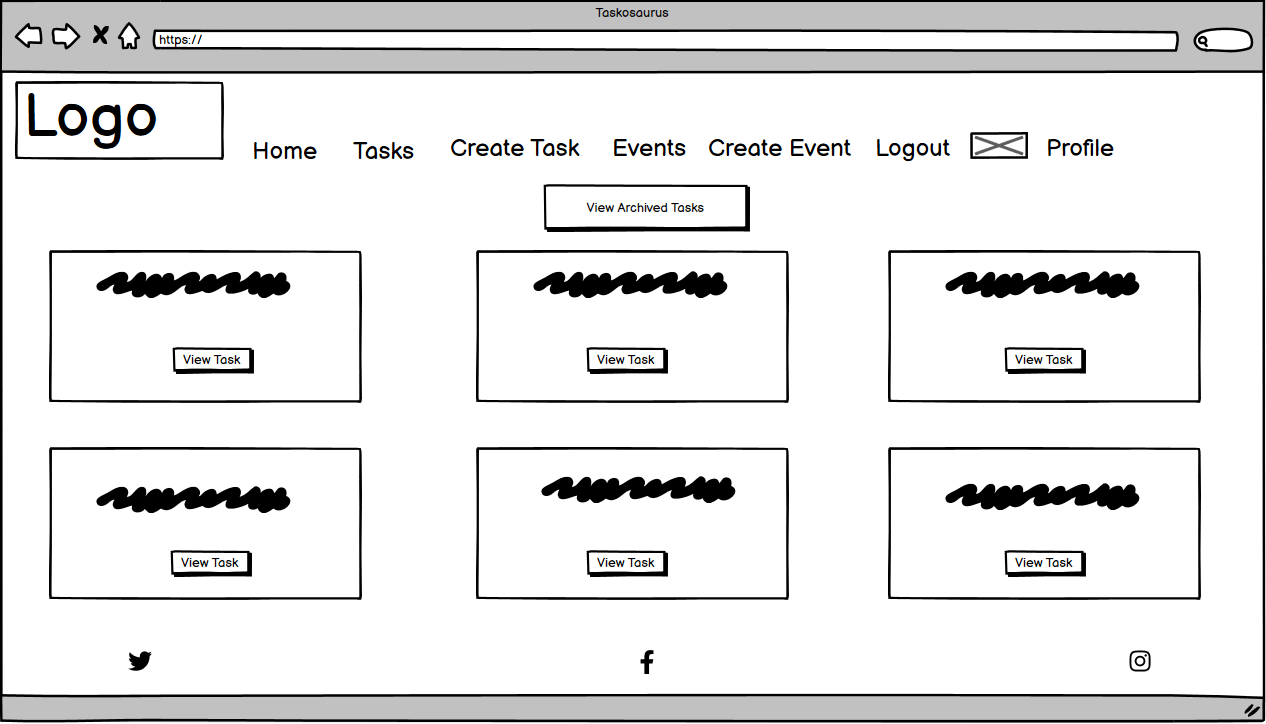 Taskosaurus
https://
Logo
Home Tasks Create Task Events Create Event Logout Profile
View Archived Tasks
View Task View Task View Task
View Task View Task View Task